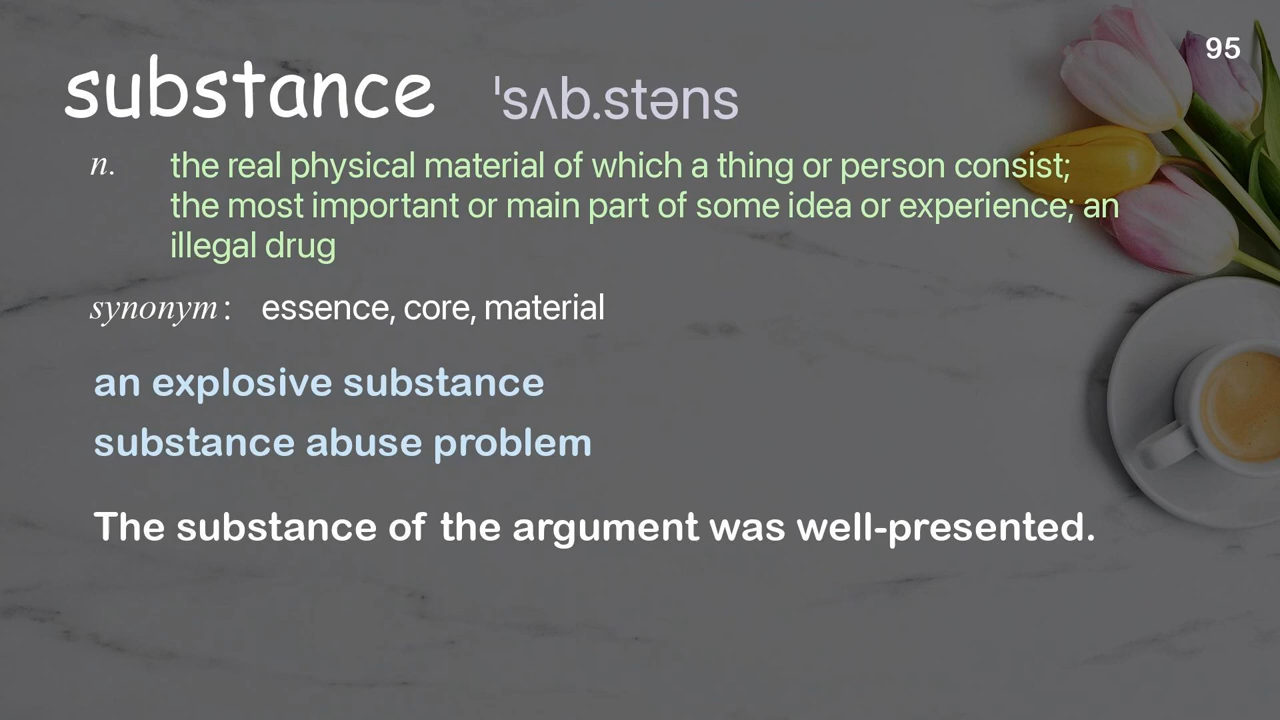 95
substance ˈsʌb.stəns
n. the real physical material of which a thing or person consist;
the most important or main part of some idea or experience; an
illegal drug
synonym: essence, core, material
an explosive substance
substance abuse problem
The substance of the argument was well-presented.